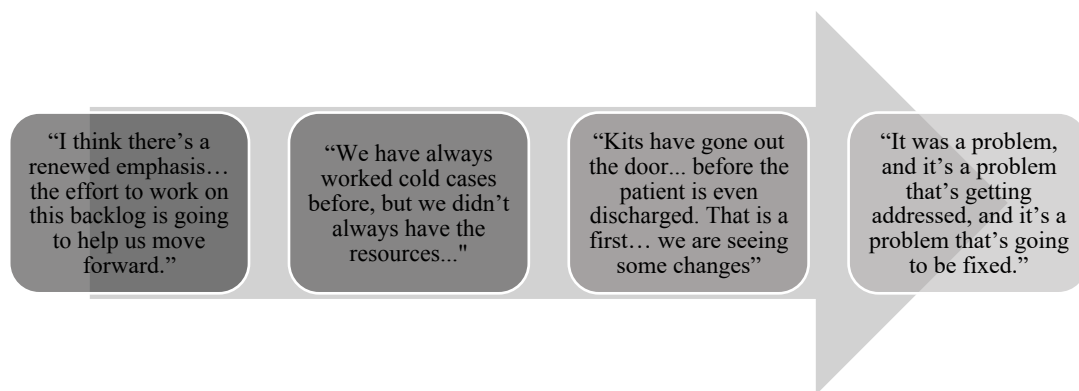 “I think there’s a
renewed emphasis…
the effort to work on
this backlog is going
to help us move
forward.”
“We have always
worked cold cases
before, but we didn’t
always have the
resources..."
“Kits have gone out
the door... before the
patient is even
discharged. That is a
first… we are seeing
some changes”
“It was a problem,
and it’s a problem
that’s getting
addressed, and it’s a
problem that’s going
to be fixed.”